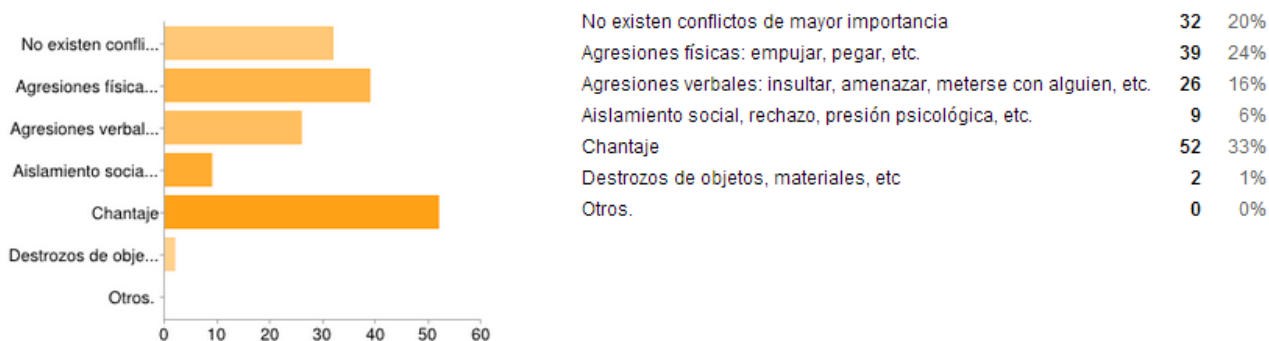 No existen confli...
Agresiones física...
Agresiones verbal...
Aislamiento socia...
Chantaje
Destrozos de obje...
Otros.
0 10 20 30 40 50 60
No existen conflictos de mayor importancia 32 20%
Agresiones físicas: empujar, pegar, etc. 39 24%
Agresiones verbales: insultar, amenazar, meterse con alguien, etc. 26 16%
Aislamiento social, rechazo, presión psicológica, etc. 9 6%
Chantaje 52 33%
Destrozos de objetos, materiales, etc 2 1%
Otros. 0 0%